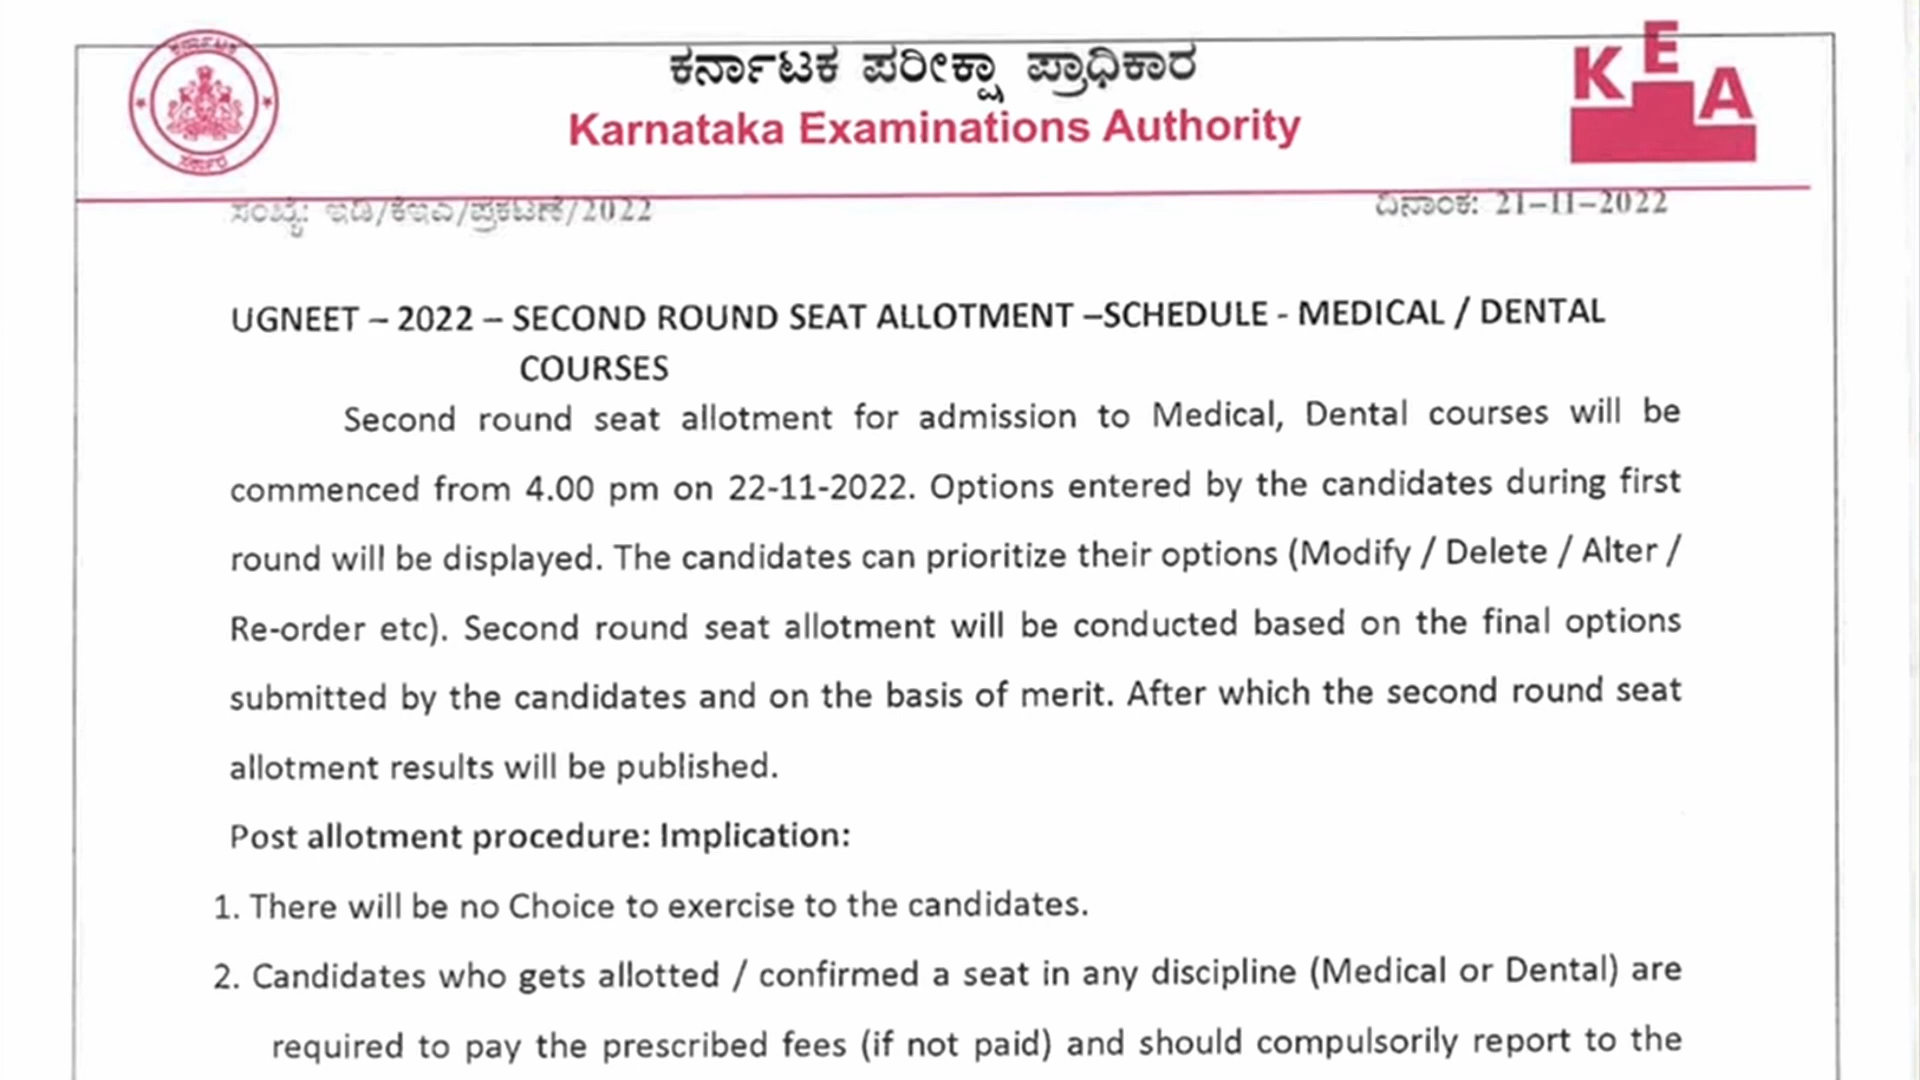 ಕರ್ನಾಟಕ
ಸರ್ಕಾರ
ಕರ್ನಾಟಕ ಪರೀಕ್ಷಾ ಪ್ರಾಧಿಕಾರ
Karnataka Examinations Authority
KEA
ಸಂಖ್ಯೆ: ಇಡಿ/ಕೆಇಎ/ಪ್ರಕಟಣೆ/2022 ದಿನಾಂಕ: 21-11-2022
UGNEET – 2022 – SECOND ROUND SEAT ALLOTMENT –SCHEDULE - MEDICAL / DENTAL
COURSES
Second round seat allotment for admission to Medical, Dental courses will be
commenced from 4.00 pm on 22-11-2022. Options entered by the candidates during first
round will be displayed. The candidates can prioritize their options (Modify / Delete / Alter /
Re-order etc). Second round seat allotment will be conducted based on the final options
submitted by the candidates and on the basis of merit. After which the second round seat
allotment results will be published.
Post allotment procedure: Implication:
1. There will be no Choice to exercise to the candidates.
2. Candidates who gets allotted / confirmed a seat in any discipline (Medical or Dental) are
required to pay the prescribed fees (if not paid) and should compulsorily report to the